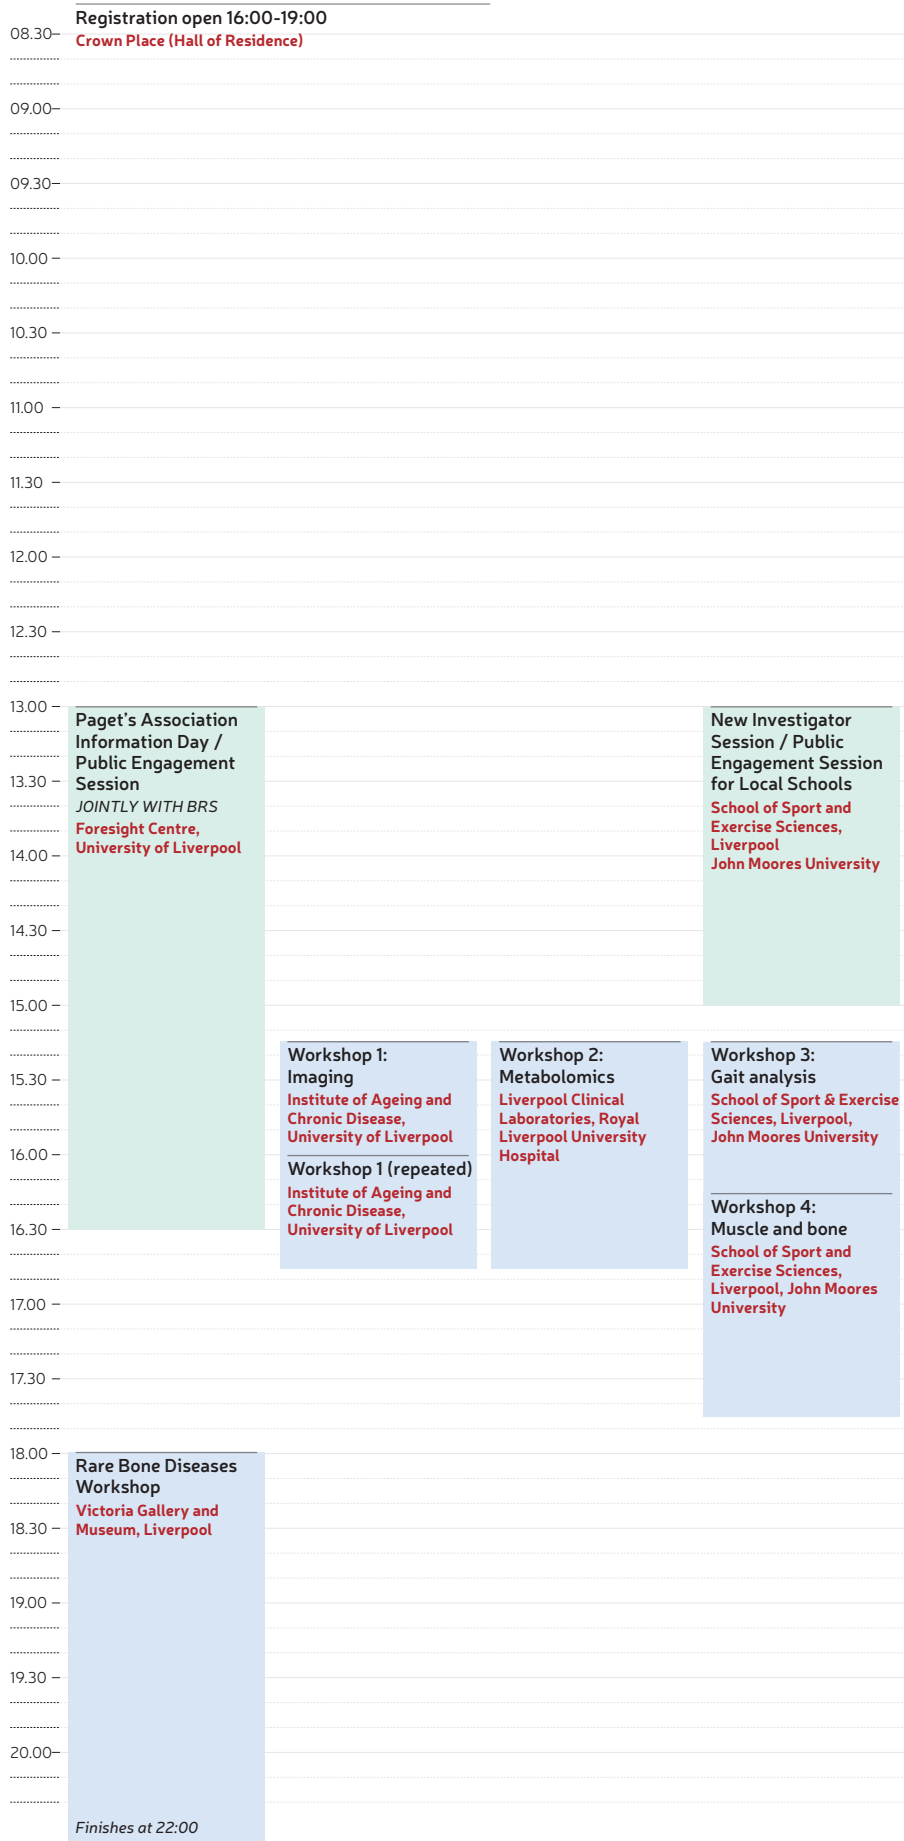 Registration open 16:00-19:00
Crown Place (Hall of Residence)
08.30
09.00
09.30
10.00
10.30
11.00
11.30
12.00
12.30
13.00
13.30
14.00
14.30
15.00
15.30
16.00
16.30
17.00
17.30
18.00
18.30
19.00
19.30
20.00
Paget's Association
Information Day /
Public Engagement
Session
JOINTLY WITH BRS
Foresight Centre,
University of Liverpool
New Investigator
Session / Public
Engagement Session
for Local Schools
School of Sport and
Exercise Sciences,
Liverpool
John Moores University
Workshop 1:
Imaging
Institute of Ageing and
Chronic Disease,
University of Liverpool
Workshop 1 (repeated)
Institute of Ageing and
Chronic Disease,
University of Liverpool
Workshop 2:
Metabolomics
Liverpool Clinical
Laboratories, Royal
Liverpool University
Hospital
Workshop 3:
Gait analysis
School of Sport & Exercise
Sciences, Liverpool,
John Moores University
Workshop 4:
Muscle and bone
School of Sport and
Exercise Sciences,
Liverpool, John Moores
University
Rare Bone Diseases
Workshop
Victoria Gallery and
Museum, Liverpool
Finishes at 22:00